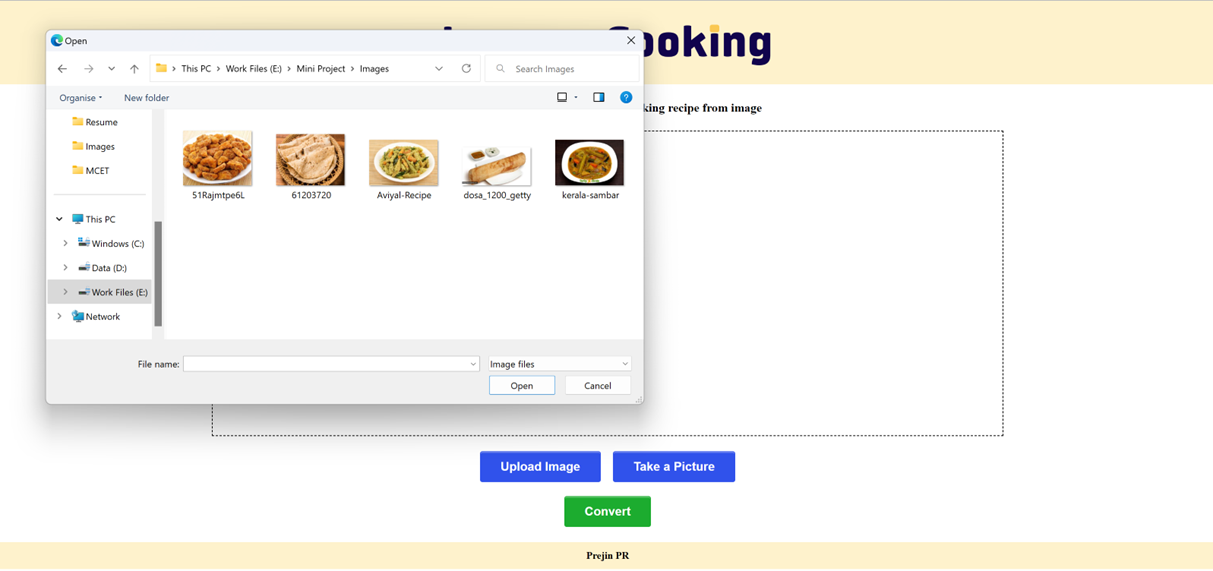 Open
This PC > Work Files (E:) > Mini Project > Images
Search Images
Organise
New folder
Resume
Images
MCET
This PC
Windows (C:)
Data (D:)
Work Files (E:)
Network
51Rajmtpe6L
61203720
Aviyal-Recipe
dosa_1200_getty
kerala-sambar
File name:
Image files
Open
Cancel
recipe from image
Upload Image
Take a Picture
Convert
Prejin PR